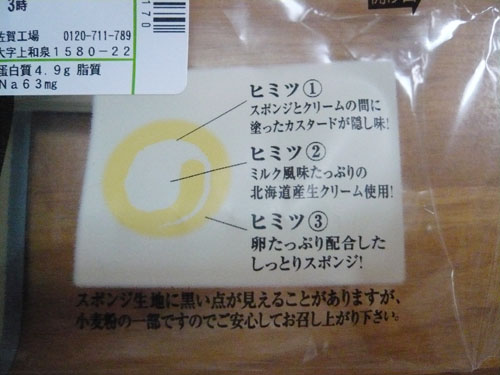 3時
170
佐賀工場 0120-711-789
大字上和泉1580-22
蛋白質4.9g 脂質
Na63mg
ヒミツ①
スポンジとクリームの間に
塗ったカスタードが隠し味!
ヒミツ②
ミルク風味たっぷりの
北海道産生クリーム使用!
ヒミツ③
卵たっぷり配合した
しっとりスポンジ!
スポンジ生地に黒い点が見えることがありますが、
小麦粉の一部ですのでご安心してお召し上がり下さい。